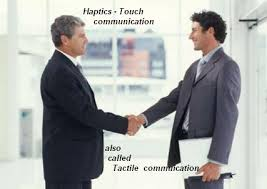 Haptics - Touch
communication
also
called
Tactile communication